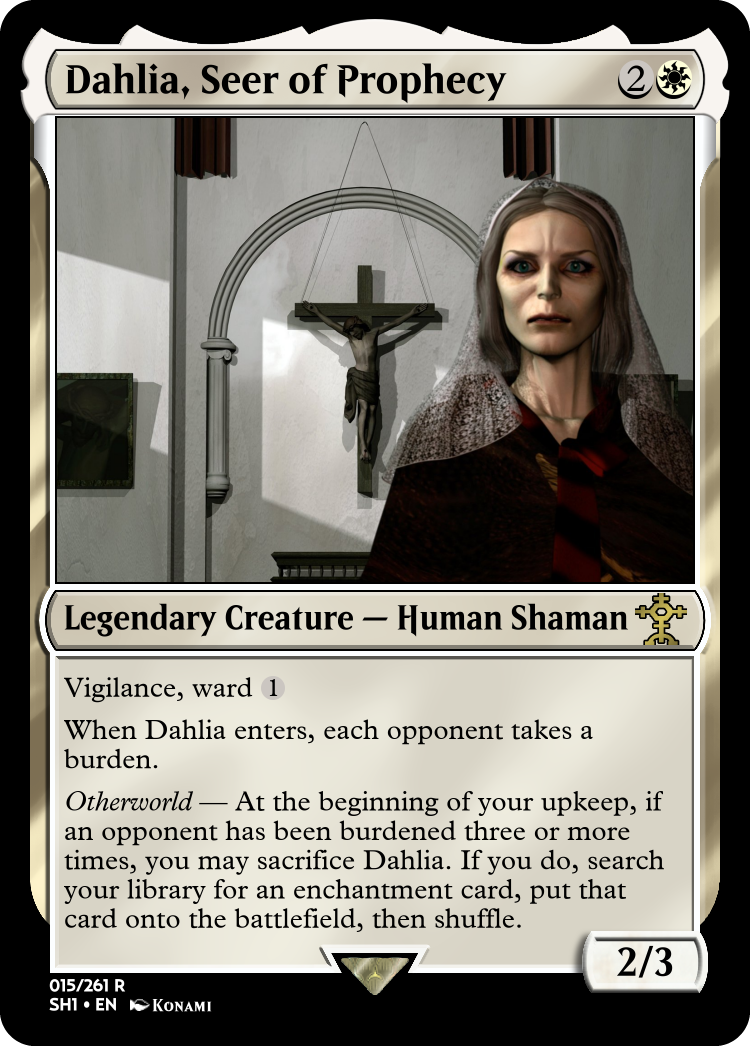 Dahlia, Seer of Prophecy 2
Legendary Creature — Human Shaman
Vigilance, ward 1
When Dahlia enters, each opponent takes a
burden.
Otherworld — At the beginning of your upkeep, if
an opponent has been burdened three or more
times, you may sacrifice Dahlia. If you do, search
your library for an enchantment card, put that
card onto the battlefield, then shuffle.
2/3
015/261 R
SH1 • EN KONAMI